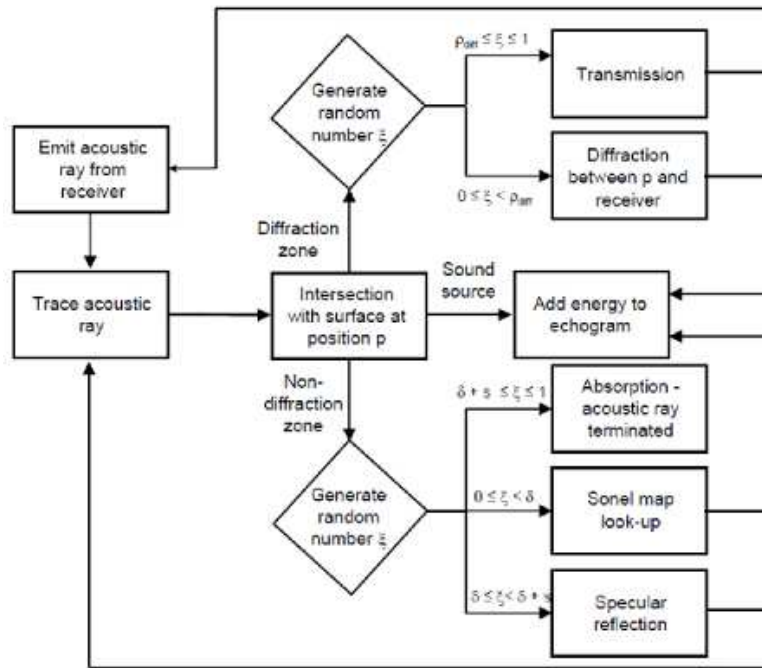 Generate
random
number ξ
ρₐₘ ≤ ξ ≤ 1
Transmission
Emit acoustic
ray from
receiver
0 ≤ ξ < ρₐₘ
Diffraction
between p and
receiver
Diffraction
zone
Trace acoustic
ray
Intersection
with surface at
position p
Sound
source
Add energy to
echogram
Non-
diffraction
zone
δ + s ≤ ξ ≤ 1
Absorption -
acoustic ray
terminated
Generate
random
number ξ
0 ≤ ξ < δ
Sonel map
look-up
δ ≤ ξ < δ + s
Specular
reflection